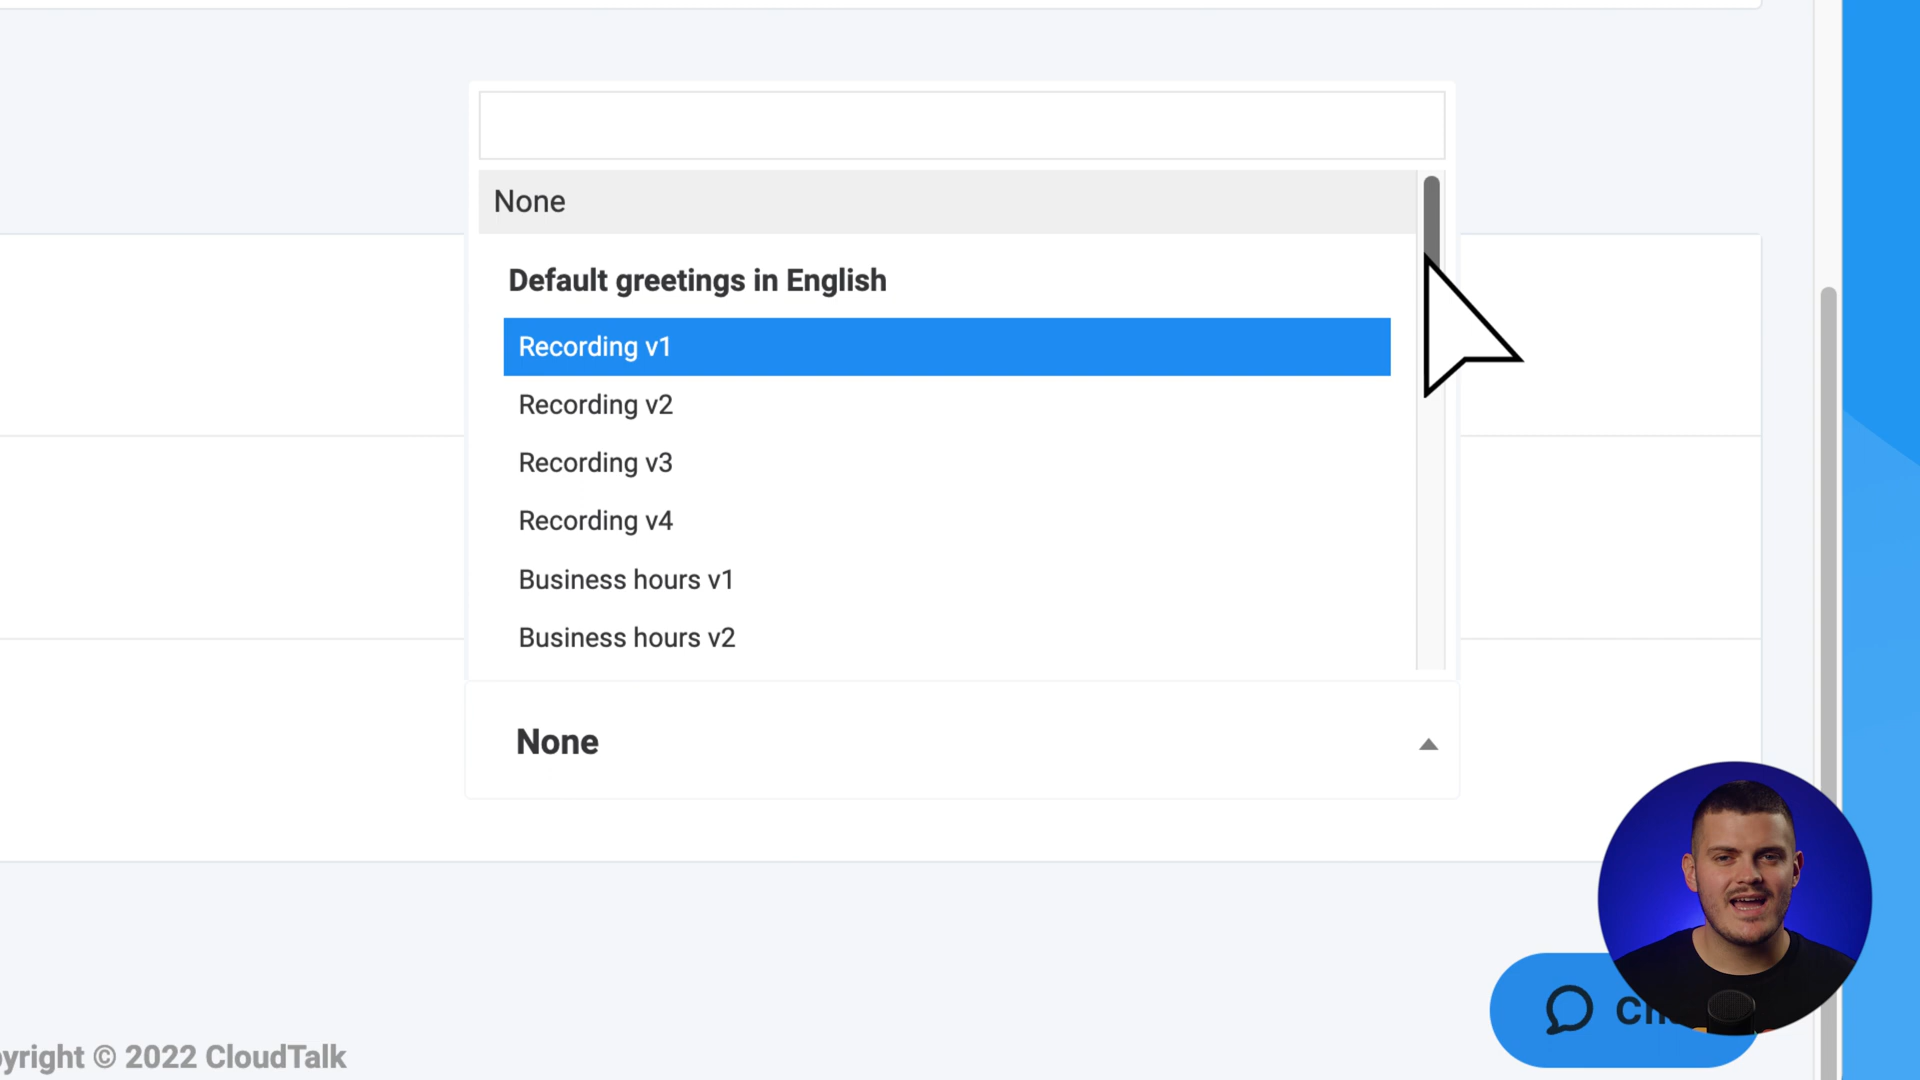 None
Default greetings in English
Recording v1
Recording v2
Recording v3
Recording v4
Business hours v1
Business hours v2
None
pyright © 2022 CloudTalk